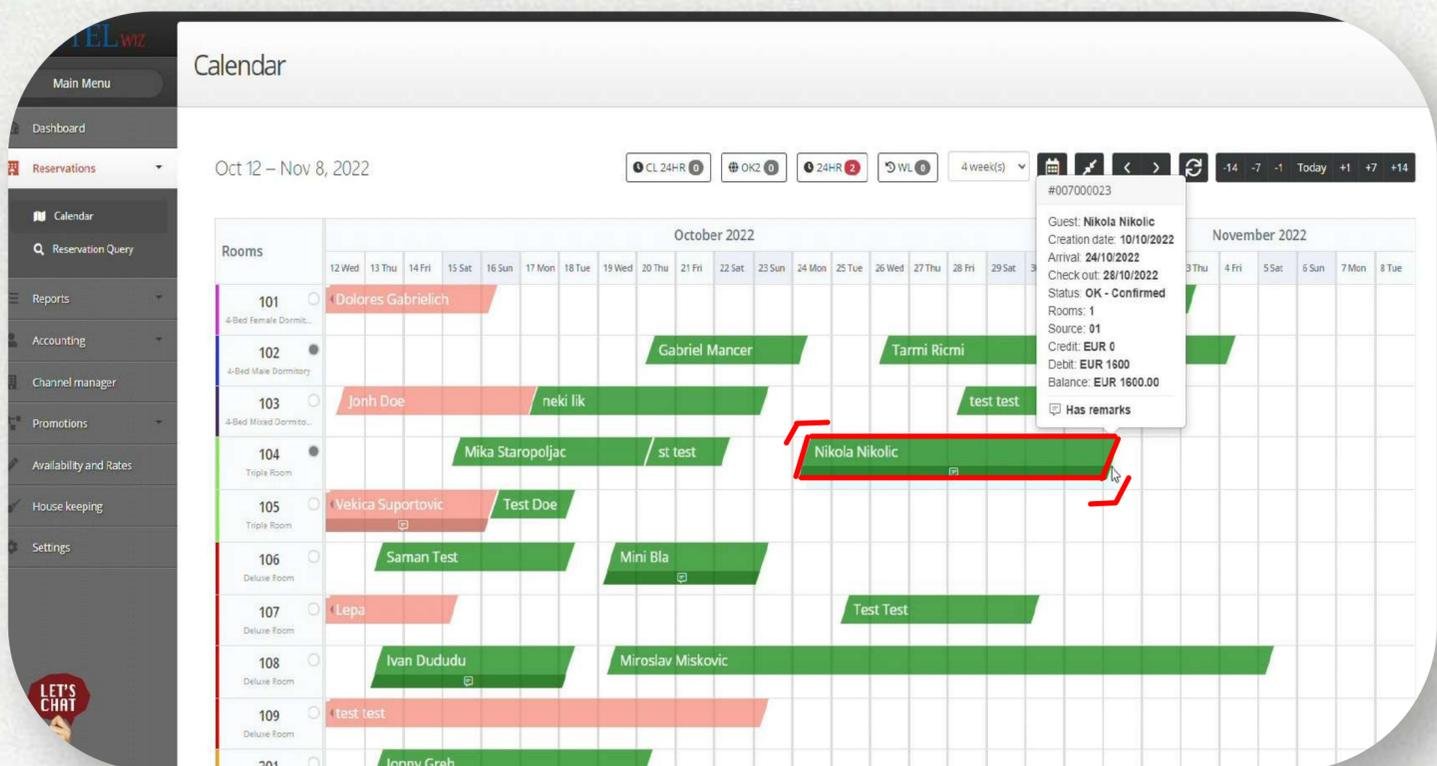 TELwiz
Calendar
Main Menu
Dashboard
Reservations
Calendar
Reservation Query
Reports
Accounting
Channel manager
Promotions
Availability and Rates
House keeping
Settings
LET'S
CHAT
Oct 12 – Nov 8, 2022
CL 24HR 0 OK2 0 24HR 2 WL 0 4 week(s) -14 -7 -1 Today +1 +7 +14
#007000023
Guest: Nikola Nikolic
Creation date: 10/10/2022
Arrival: 24/10/2022
Check out: 28/10/2022
Status: OK - Confirmed
Rooms: 1
Source: 01
Credit: EUR 0
Debit: EUR 1600
Balance: EUR 1600.00
Has remarks
Rooms October 2022 November 2022
12 Wed 13 Thu 14 Fri 15 Sat 16 Sun 17 Mon 18 Tue 19 Wed 20 Thu 21 Fri 22 Sat 23 Sun 24 Mon 25 Tue 26 Wed 27 Thu 28 Fri 29 Sat 3 Thu 4 Fri 5 Sat 6 Sun 7 Mon 8 Tue
101 Dolores Gabrielich
4-Bed Female Dormit...
102 Gabriel Mancer Tarmi Ricmi
4-Bed Male Dormitory
103 Jonh Doe neki lik test test
4-Bed Mixed Dormito...
104 Mika Staropoljac st test Nikola Nikolic
Triple Room
105 Vekica Suportovic Test Doe
Triple Room
106 Saman Test Mini Bla
Deluxe Room
107 Lepa Test Test
Deluxe Room
108 Ivan Dududu Miroslav Miskovic
Deluxe Room
109 test test
Deluxe Room
201 Jonny Greb